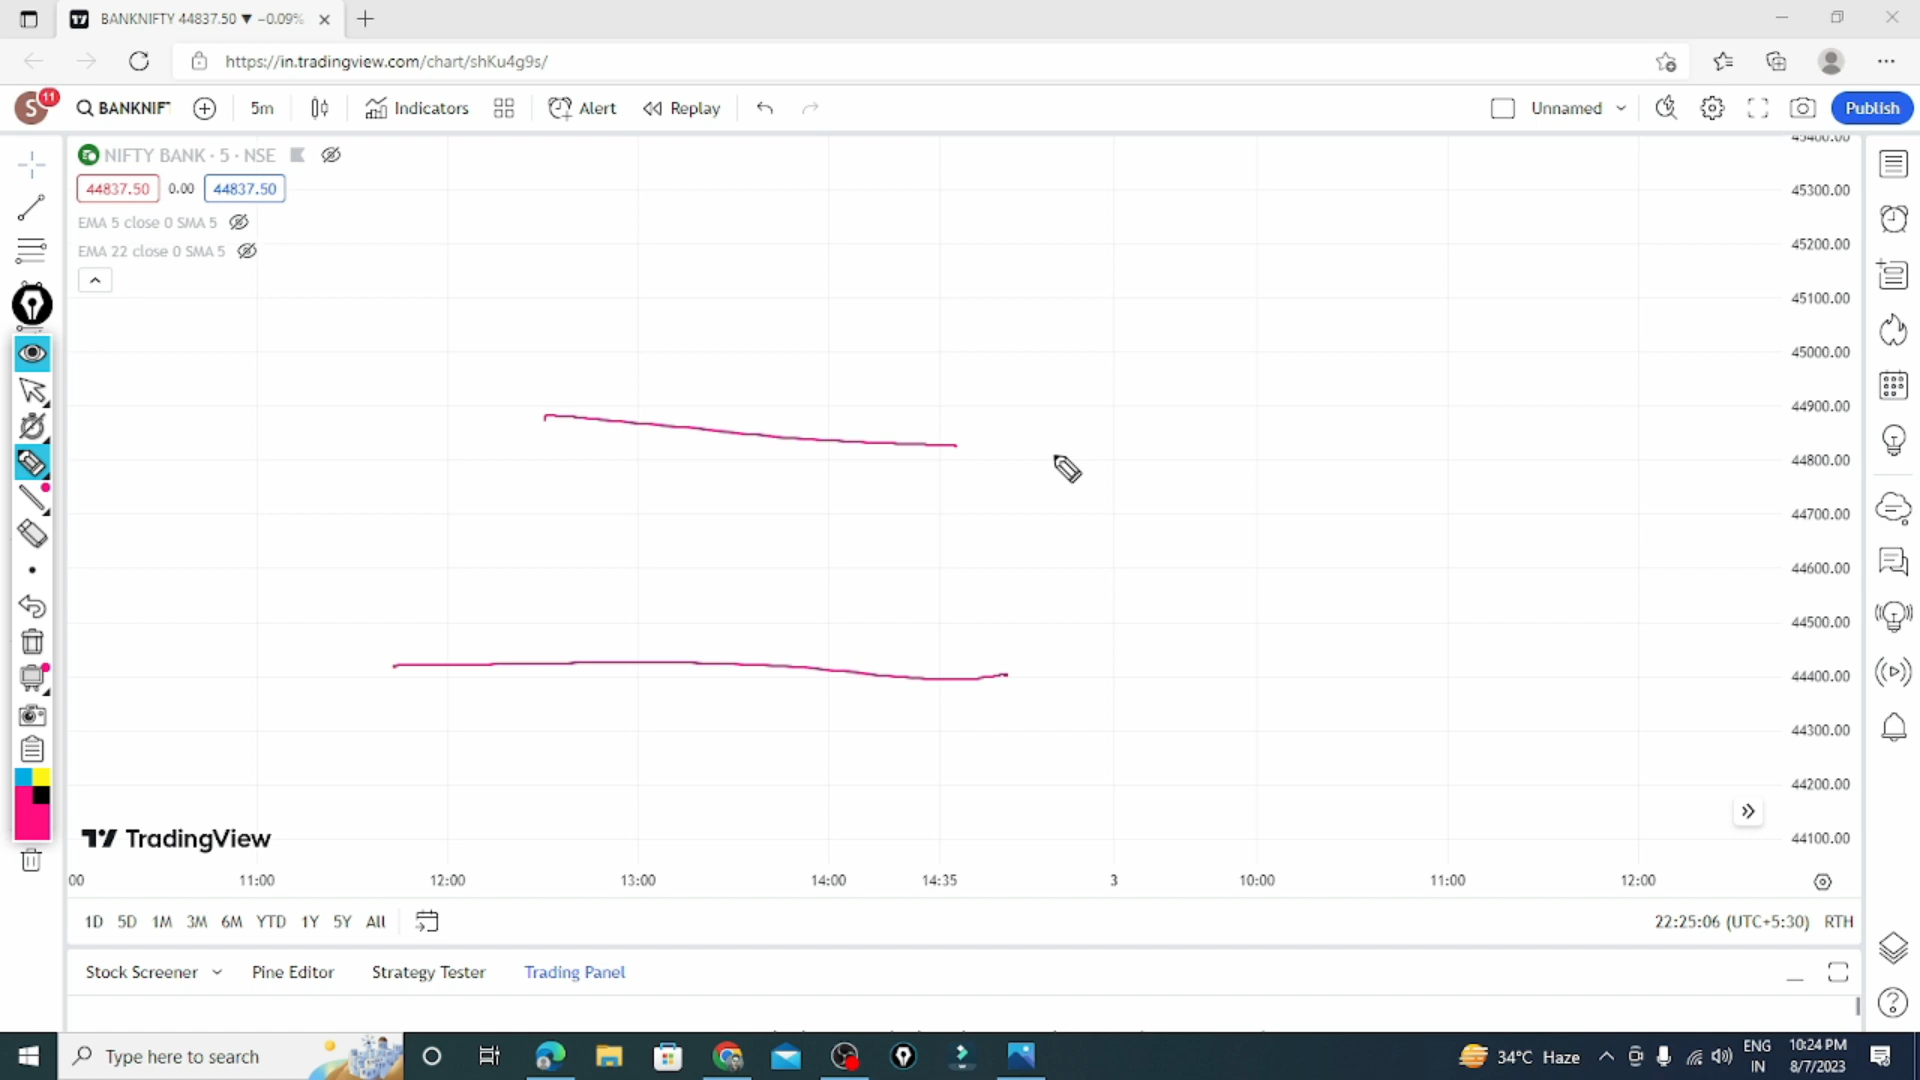 BANKNIFTY 44837.50 ▼ −0.09%
https://in.tradingview.com/chart/shKu4g9s/
S 11 BANKNIF 5m Indicators Alert Replay Unnamed Publish
NIFTY BANK · 5 · NSE
44837.50 0.00 44837.50
EMA 5 close 0 SMA 5
EMA 22 close 0 SMA 5
45400.00
45300.00
45200.00
45100.00
45000.00
44900.00
44800.00
44700.00
44600.00
44500.00
44400.00
44300.00
44200.00
44100.00
TradingView
00 11:00 12:00 13:00 14:00 14:35 3 10:00 11:00 12:00
1D 5D 1M 3M 6M YTD 1Y 5Y All 22:25:06 (UTC+5:30) RTH
Stock Screener Pine Editor Strategy Tester Trading Panel
Type here to search 34°C Haze ENG IN 10:24 PM 8/7/2023